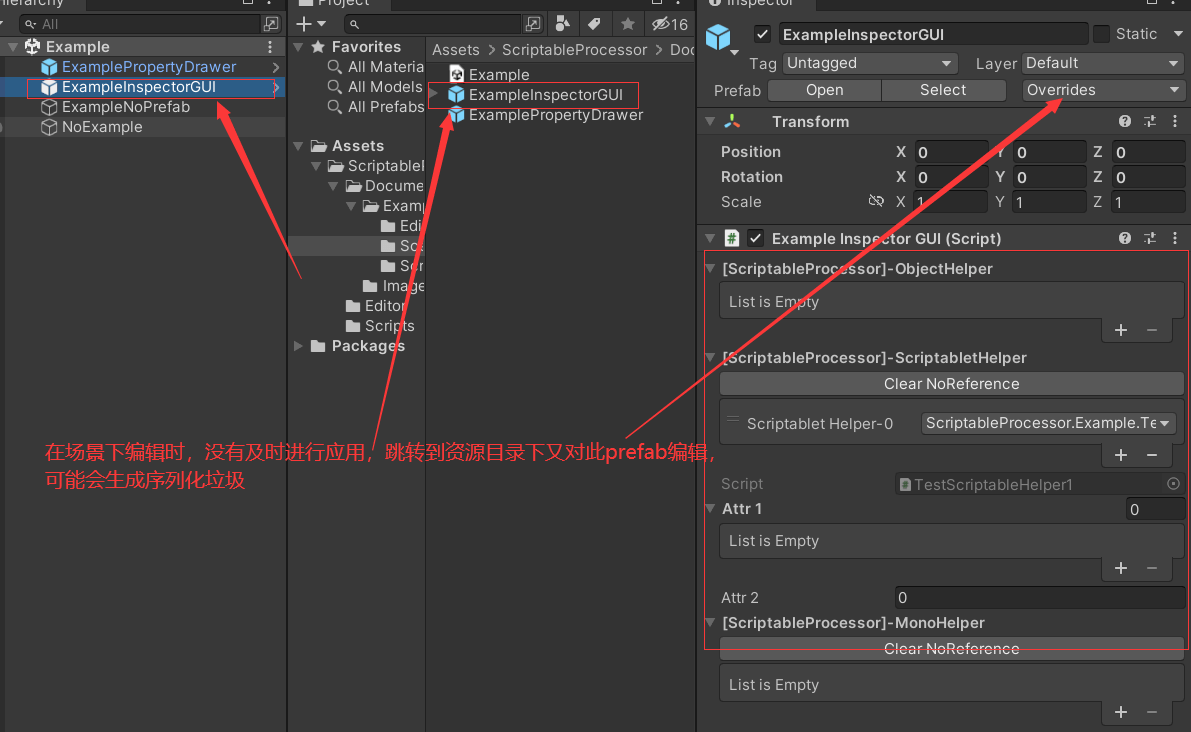 Hierarchy
Project
Inspector
All
16
Example
ExamplePropertyDrawer
ExampleInspectorGUI
ExampleNoPrefab
NoExample
Favorites
All Materia
All Models
All Prefabs
Assets
ScriptableP
Docume
Examp
Edi
Sce
Scr
Image
Editor
Scripts
Packages
Assets > ScriptableProcessor > Doc
Example
ExampleInspectorGUI
ExamplePropertyDrawer
ExampleInspectorGUI
Static
Tag Untagged Layer Default
Prefab Open Select Overrides
Transform
Position X 0 Y 0 Z 0
Rotation X 0 Y 0 Z 0
Scale X 1 Y 1 Z 1
Example Inspector GUI (Script)
[ScriptableProcessor]-ObjectHelper
List is Empty
[ScriptableProcessor]-ScriptabletHelper
Clear NoReference
Scriptablet Helper-0 ScriptableProcessor.Example.Te
Script TestScriptableHelper1
Attr 1 0
List is Empty
Attr 2 0
[ScriptableProcessor]-MonoHelper
Clear NoReference
List is Empty
在场景下编辑时，没有及时进行应用，跳转到资源目录下又对此prefab编辑，
可能会生成序列化垃圾